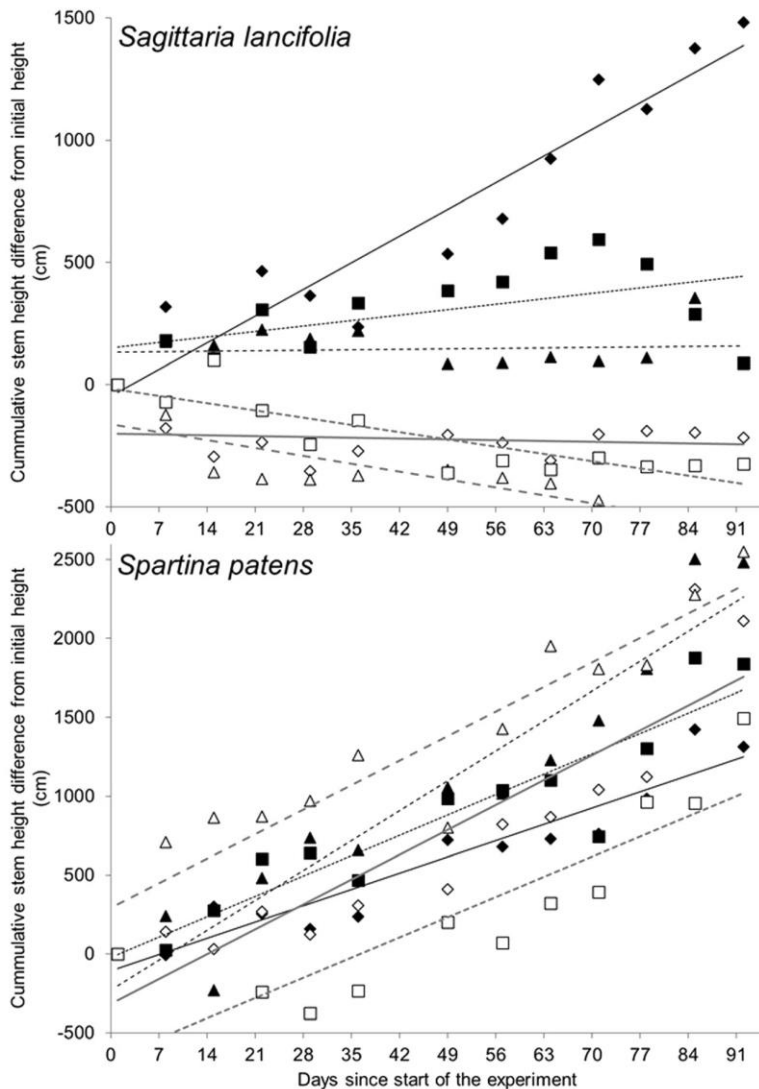 Sagittaria lancifolia
Cummulative stem height difference from initial height
(cm)
1500
1000
500
0
-500
0 7 14 21 28 35 42 49 56 63 70 77 84 91
Spartina patens
Cummulative stem height difference from initial height
(cm)
2500
2000
1500
1000
500
0
-500
0 7 14 21 28 35 42 49 56 63 70 77 84 91
Days since start of the experiment